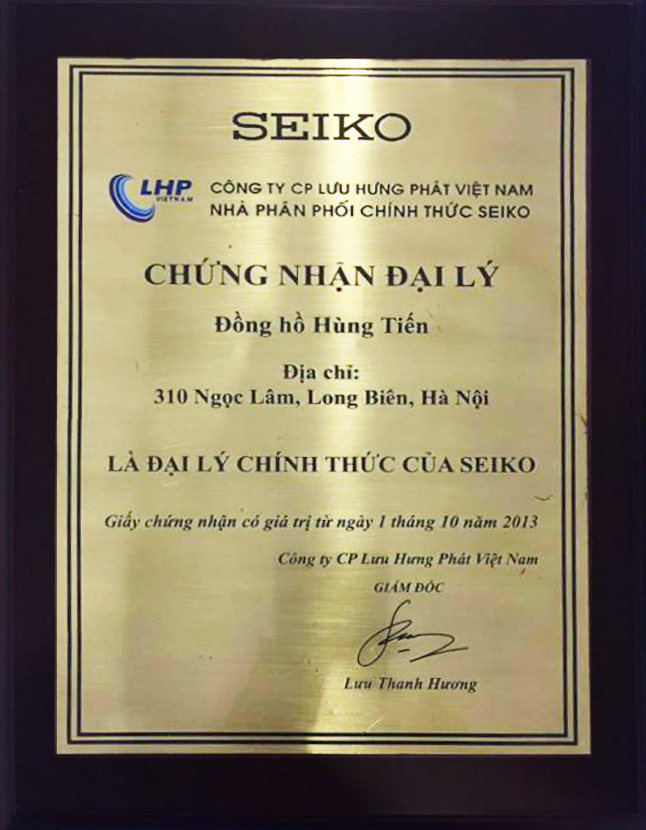 SEIKO
LHP
VIETNAM
CÔNG TY CP LƯU HƯNG PHÁT VIỆT NAM
NHÀ PHÂN PHỐI CHÍNH THỨC SEIKO
CHỨNG NHẬN ĐẠI LÝ
Đồng hồ Hùng Tiến
Địa chỉ:
310 Ngọc Lâm, Long Biên, Hà Nội
LÀ ĐẠI LÝ CHÍNH THỨC CỦA SEIKO
Giấy chứng nhận có giá trị từ ngày 1 tháng 10 năm 2013
Công ty CP Lưu Hưng Phát Việt Nam
GIÁM ĐỐC
Lưu Thanh Hương